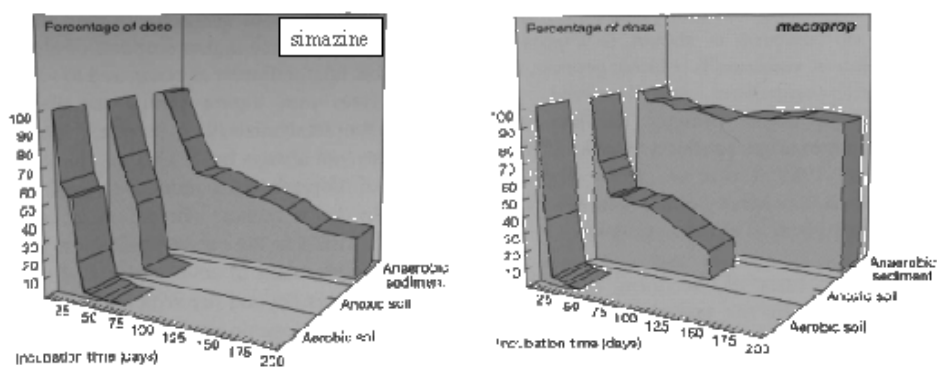 Percentage of dose
simazine
100
90
80
70
60
50
40
30
20
10
25
50
75
100
125
150
175
200
Anaerobic
sediment
Anoxic soil
Aerobic soil
Incubation time (days)
Percentage of dose
mecoprop
100
90
80
70
60
50
40
30
20
10
25
50
75
100
125
150
175
200
Anaerobic
sediment
Anoxic soil
Aerobic soil
Incubation time (days)